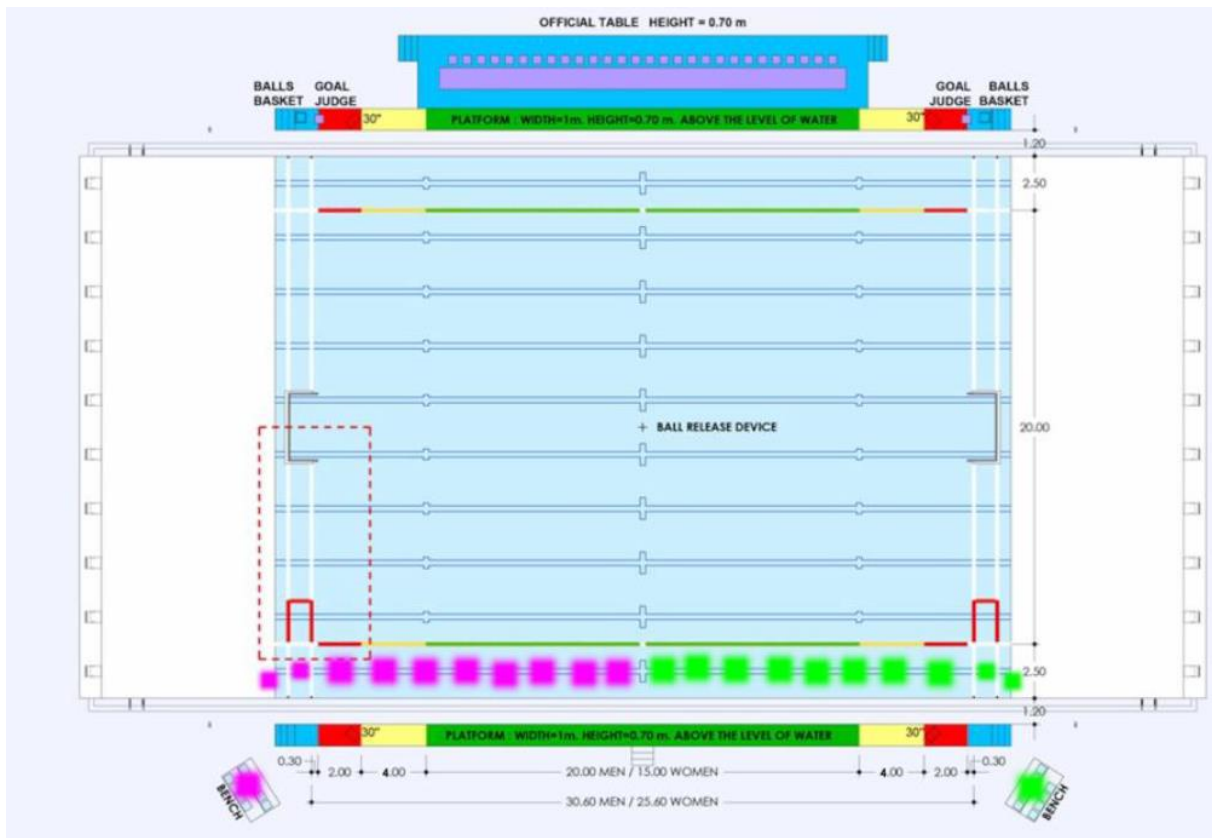 OFFICIAL TABLE HEIGHT = 0.70 m
BALLS GOAL
BASKET JUDGE
GOAL BALLS
JUDGE BASKET
30"
PLATFORM : WIDTH=1m. HEIGHT=0.70 m. ABOVE THE LEVEL OF WATER
30"
1.20
2.50
BALL RELEASE DEVICE
20.00
2.50
1.20
30"
PLATFORM : WIDTH=1m. HEIGHT=0.70 m. ABOVE THE LEVEL OF WATER
30"
0.30
2.00
4.00
20.00 MEN / 15.00 WOMEN
4.00
2.00
0.30
BENCH
30.60 MEN / 25.60 WOMEN
BENCH